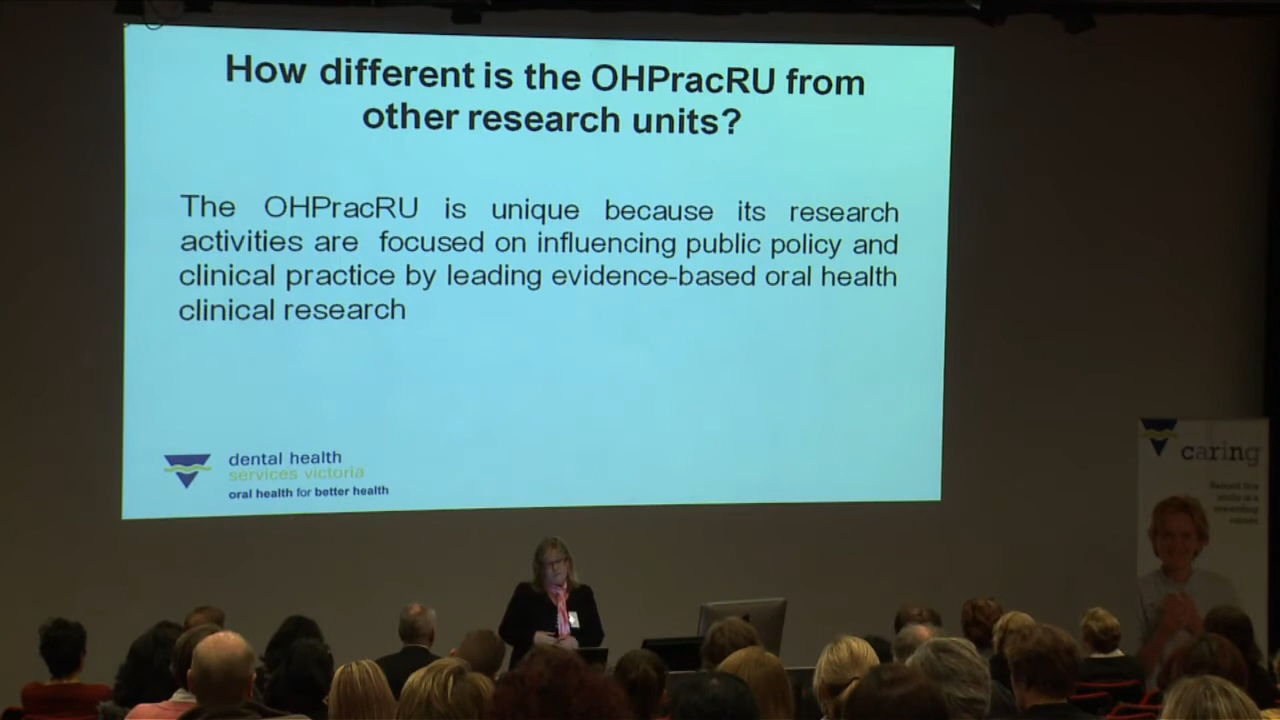 How different is the OHPracRU from
other research units?
The OHPracRU is unique because its research
activities are focused on influencing public policy and
clinical practice by leading evidence-based oral health
clinical research
dental health
services victoria
oral health for better health
caring